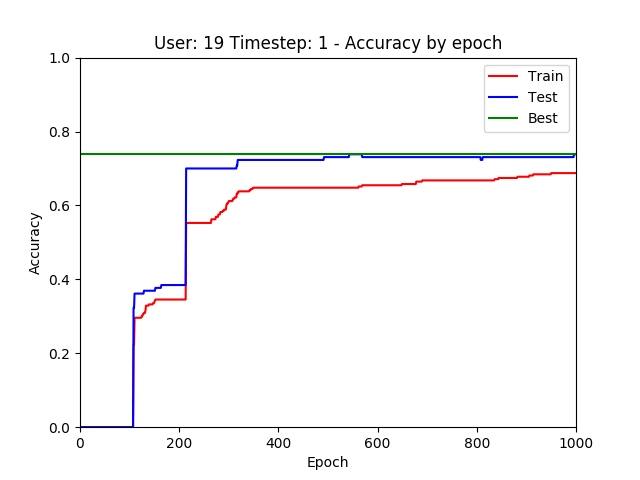 User: 19 Timestep: 1 - Accuracy by epoch
1.0
0.8
0.6
0.4
0.2
0.0
Accuracy
Train
Test
Best
0 200 400 600 800 1000
Epoch